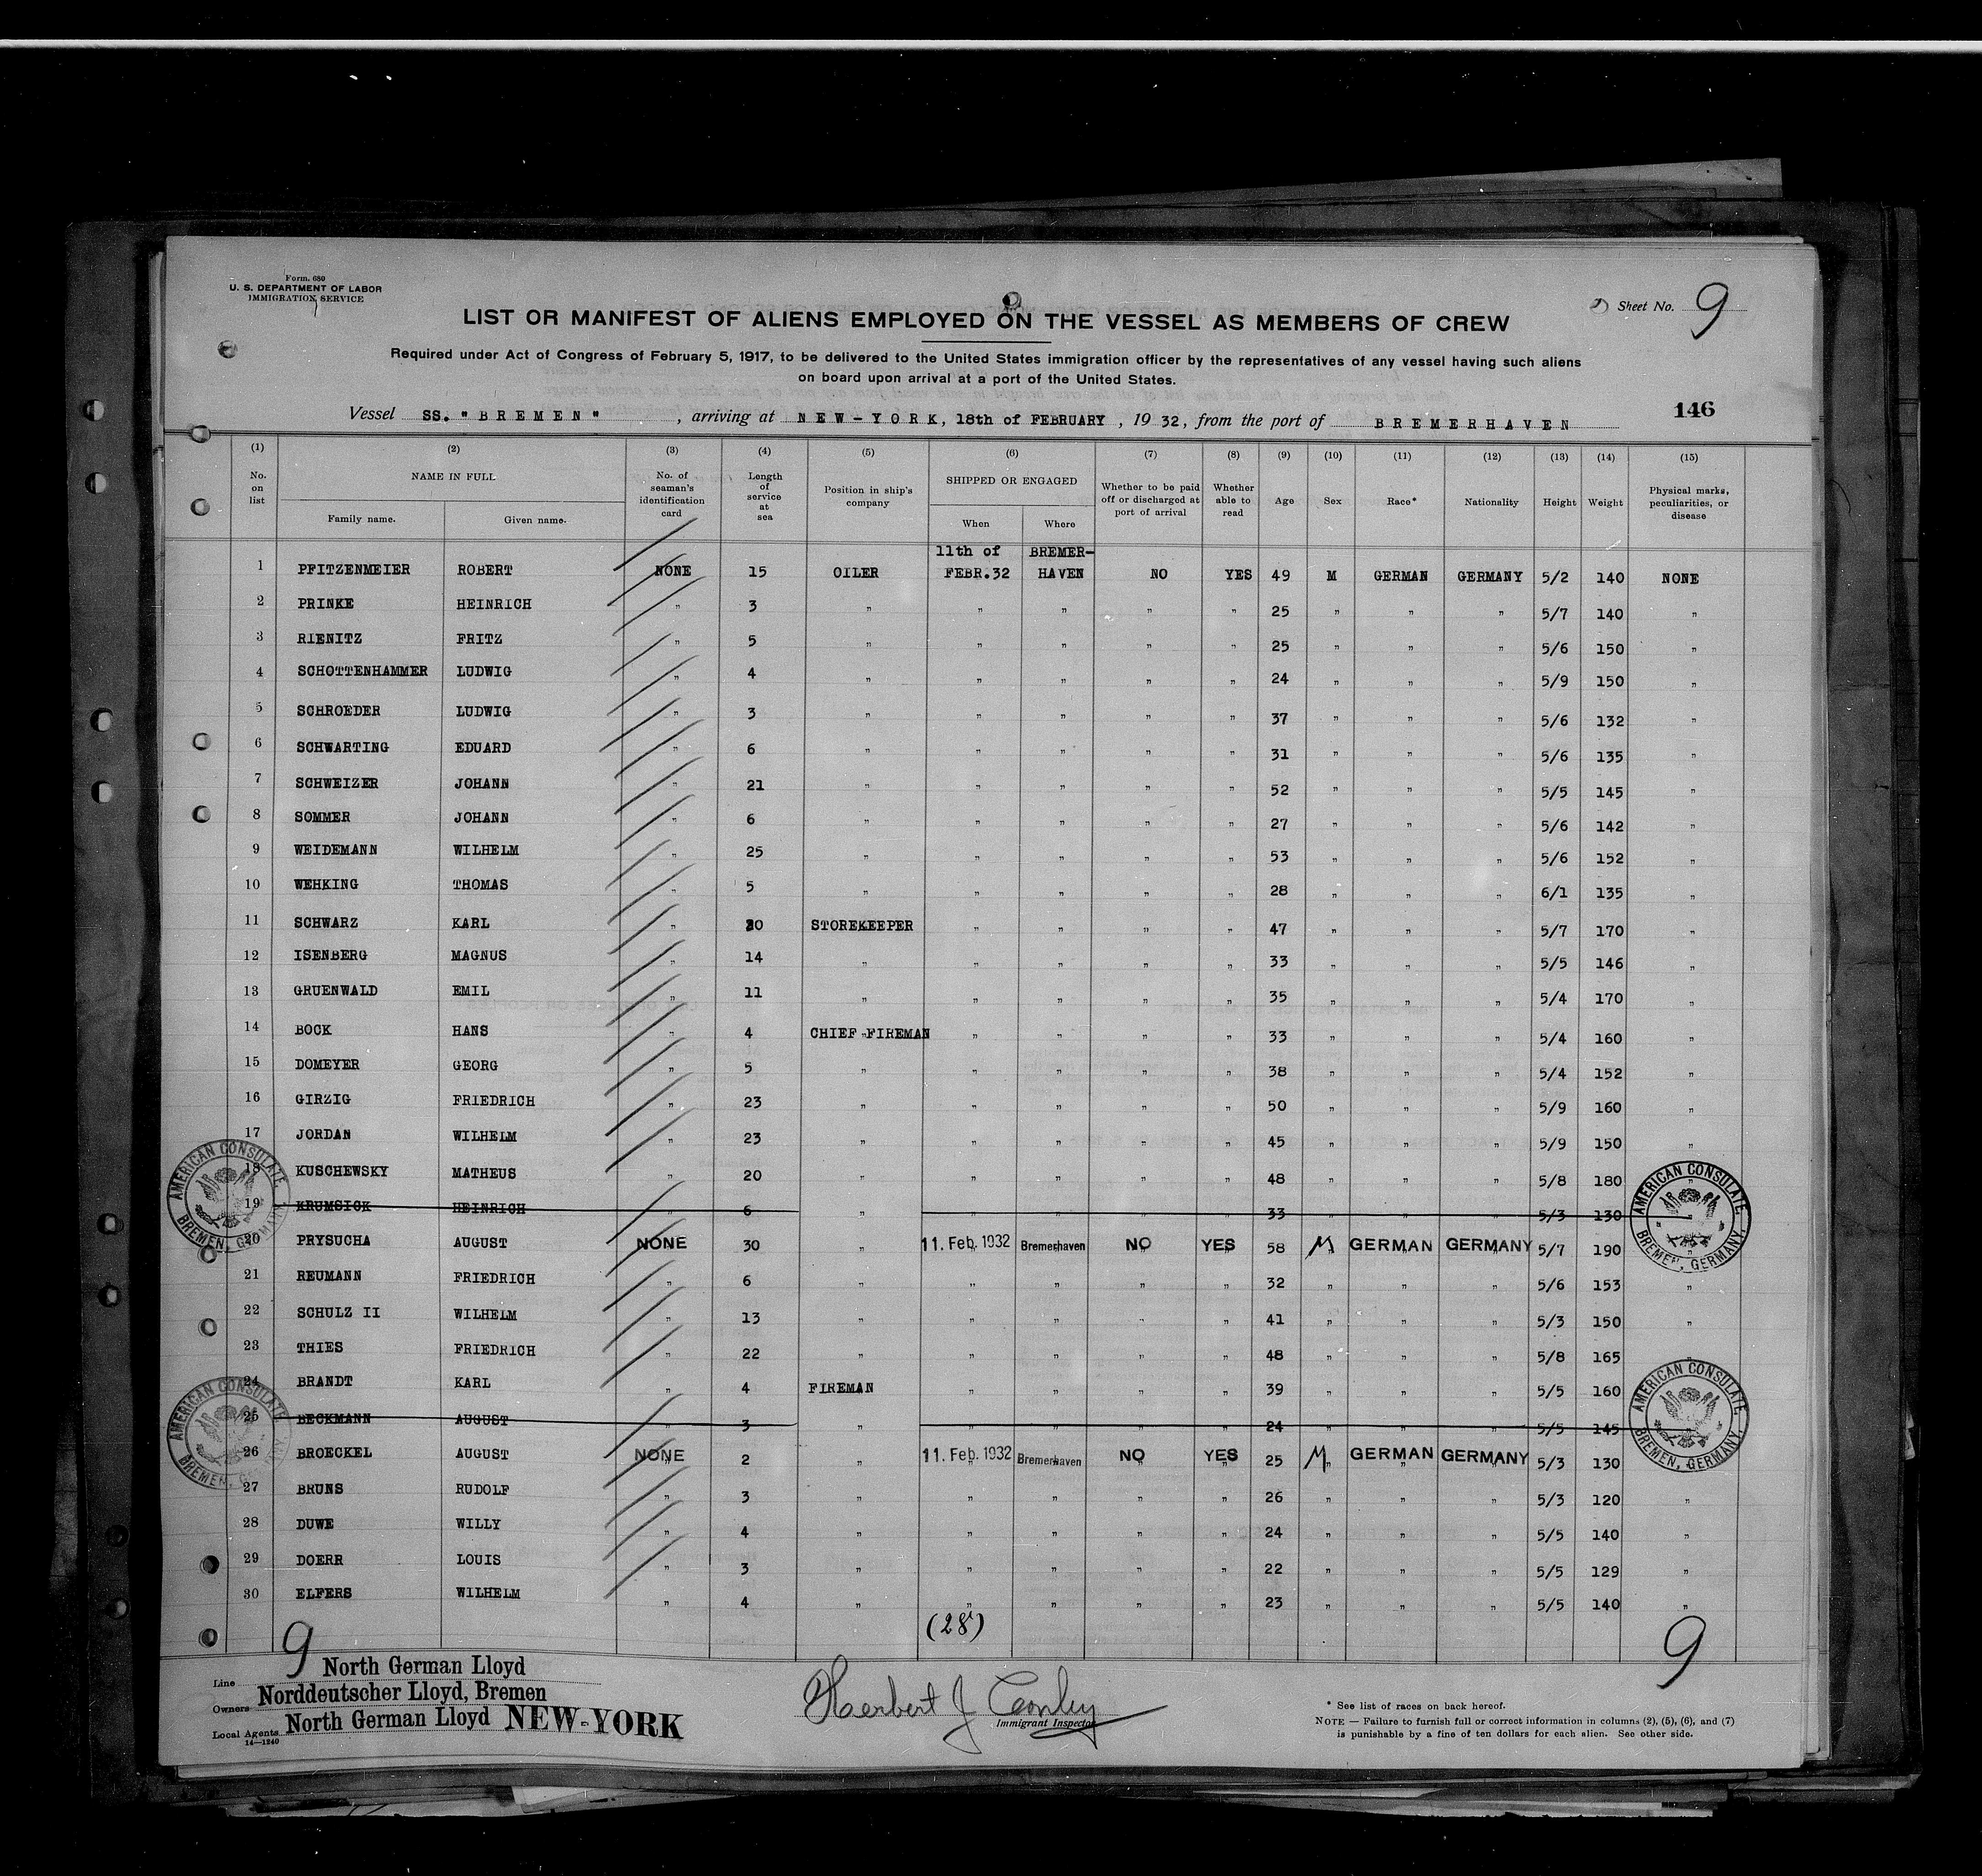 Form. 680
U. S. DEPARTMENT OF LABOR
IMMIGRATION SERVICE
Sheet No. 9
LIST OR MANIFEST OF ALIENS EMPLOYED ON THE VESSEL AS MEMBERS OF CREW
Required under Act of Congress of February 5, 1917, to be delivered to the United States immigration officer by the representatives of any vessel having such aliens
on board upon arrival at a port of the United States.
146
Vessel SS. "BREMEN", arriving at NEW-YORK, 18th of FEBRUARY, 1932, from the port of BREMERHAVEN
(1) (2) (3) (4) (5) (6) (7) (8) (9) (10) (11) (12) (13) (14) (15)
No. on list NAME IN FULL Family name. Given name. No. of seaman's identification card Length of service at sea Position in ship's company SHIPPED OR ENGAGED When Where Whether to be paid off or discharged at port of arrival Whether able to read Age Sex Race* Nationality Height Weight Physical marks, peculiarities, or disease
11th of BREMER-
1 PFITZENMEIER ROBERT NONE 15 OILER FEBR.32 HAVEN NO YES 49 M GERMAN GERMANY 5/2 140 NONE
2 PRINKE HEINRICH " 3 " " " " " 25 " " " 5/7 140 "
3 RIENITZ FRITZ " 5 " " " " " 25 " " " 5/6 150 "
4 SCHOTTENHAMMER LUDWIG " 4 " " " " " 24 " " " 5/9 150 "
5 SCHROEDER LUDWIG " 3 " " " " " 37 " " " 5/6 132 "
6 SCHWARTING EDUARD " 6 " " " " " 31 " " " 5/6 135 "
7 SCHWEIZER JOHANN " 21 " " " " " 52 " " " 5/5 145 "
8 SOMMER JOHANN " 6 " " " " " 27 " " " 5/6 142 "
9 WEIDEMANN WILHELM " 25 " " " " " 53 " " " 5/6 152 "
10 WEHKING THOMAS " 5 " " " " " 28 " " " 6/1 135 "
11 SCHWARZ KARL " STOREKEEPER " " " " 47 " " " 5/7 170 "
12 ISENBERG MAGNUS " 14 " " " " " 33 " " " 5/5 146 "
13 GRUENWALD EMIL " 11 " " " " " 35 " " " 5/4 170 "
14 BOCK HANS " 4 CHIEF FIREMAN " " " " 33 " " " 5/4 160 "
15 DOMEYER GEORG " 5 " " " " " 38 " " " 5/4 152 "
16 GIRZIG FRIEDRICH " 23 " " " " " 50 " " " 5/9 160 "
17 JORDAN WILHELM " 23 " " " " " 45 " " " 5/9 150 "
18 KUSCHEWSKY MATHEUS " 20 " " " " " 48 " " " 5/8 180 "
19 KRUMSICK HEINRICH " 6 " " " " " 33 " " " 5/3 130 "
20 PRYSUCHA AUGUST NONE 30 " 11. Feb. 1932 Bremerhaven NO YES 58 M GERMAN GERMANY 5/7 190 "
21 REUMANN FRIEDRICH " 6 " " " " " 32 " " " 5/6 153 "
22 SCHULZ II WILHELM " 13 " " " " " 41 " " " 5/3 150 "
23 THIES FRIEDRICH " 22 " " " " " 48 " " " 5/8 165 "
24 BRANDT KARL " 4 FIREMAN " " " " 39 " " " 5/5 160 "
25 BECKMANN AUGUST " 3 " " " " " 24 " " " 5/5 145 "
26 BROECKEL AUGUST NONE 2 " 11. Feb. 1932 Bremerhaven NO YES 25 M GERMAN GERMANY 5/3 130 "
27 BRUNS RUDOLF " 3 " " " " " 26 " " " 5/3 120 "
28 DUWE WILLY " 4 " " " " " 24 " " " 5/5 140 "
29 DOERR LOUIS " 3 " " " " " 22 " " " 5/5 129 "
30 ELFERS WILHELM " 4 " " " " " 23 " " " 5/5 140 "
AMERICAN CONSULATE, BREMEN, GERMANY.
AMERICAN CONSULATE, BREMEN, GERMANY.
AMERICAN CONSULATE, BREMEN, GERMANY.
AMERICAN CONSULATE, BREMEN, GERMANY.
(28)
9
9
Line North German Lloyd
Owners Norddeutscher Lloyd, Bremen
Local Agents North German Lloyd NEW-YORK
14—1240
Herbert J Conley
Immigrant Inspector
* See list of races on back hereof.
NOTE — Failure to furnish full or correct information in columns (2), (5), (6), and (7)
is punishable by a fine of ten dollars for each alien. See other side.